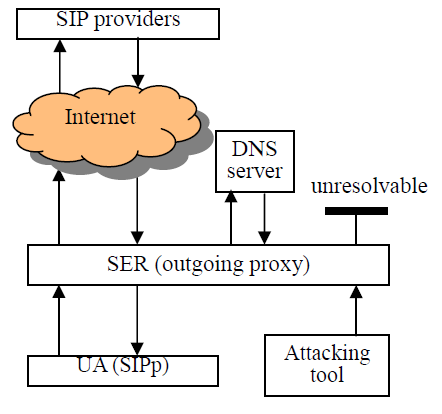 SIP providers
Internet
DNS
server
unresolvable
SER (outgoing proxy)
UA (SIPp)
Attacking
tool